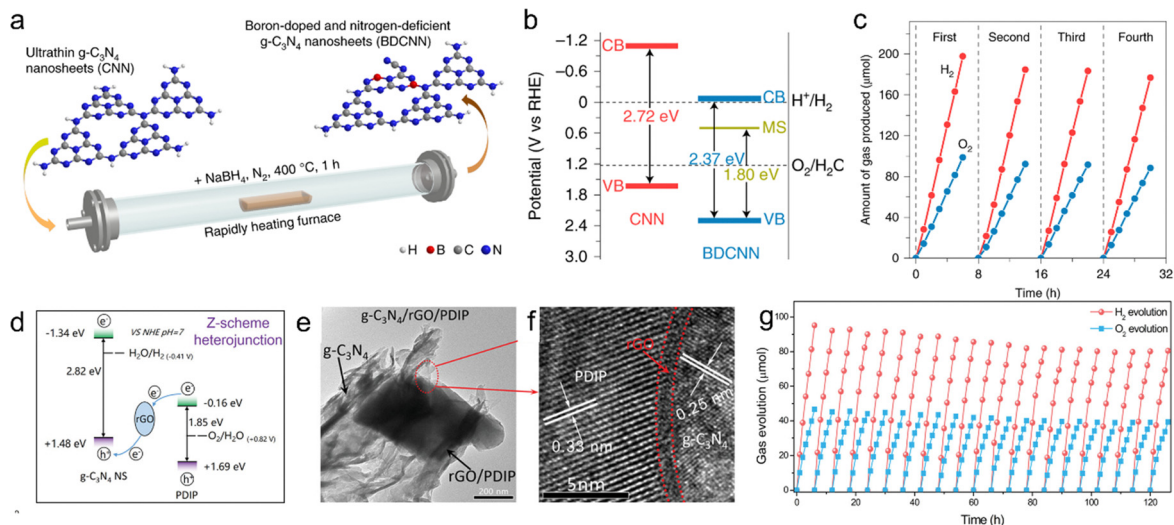 a
Ultrathin g-C₃N₄
nanosheets (CNN)
Boron-doped and nitrogen-deficient
g-C₃N₄ nanosheets (BDCNN)
+ NaBH₄, N₂, 400 °C, 1 h
Rapidly heating furnace
H B C N
b
Potential (V vs RHE)
−1.2
−0.6
0
0.6
1.2
1.8
2.4
3.0
CB
2.72 eV
VB
CNN
CB
MS
2.37 eV
1.80 eV
VB
BDCNN
H⁺/H₂
O₂/H₂C
c
Amount of gas produced (μmol)
240
200
160
120
80
40
0
First Second Third Fourth
H₂
O₂
0 8 16 24 32
Time (h)
d
VS NHE pH=7
Z-scheme
heterojunction
e⁻
-1.34 eV
H₂O/H₂ (-0.41 V)
2.82 eV
+1.48 eV
h⁺
e⁻
g-C₃N₄ NS
rGO
e⁻
e⁻
-0.16 eV
1.85 eV
O₂/H₂O (+0.82 V)
+1.69 eV
h⁺
PDIP
e
g-C₃N₄/rGO/PDIP
g-C₃N₄
rGO/PDIP
200 nm
f
rGO
PDIP
0.33 nm
0.25 nm
g-C₃N₄
5nm
g
Gas evolution (μmol)
100
80
60
40
20
0
H₂ evolution
O₂ evolution
0 20 40 60 80 100 120
Time (h)